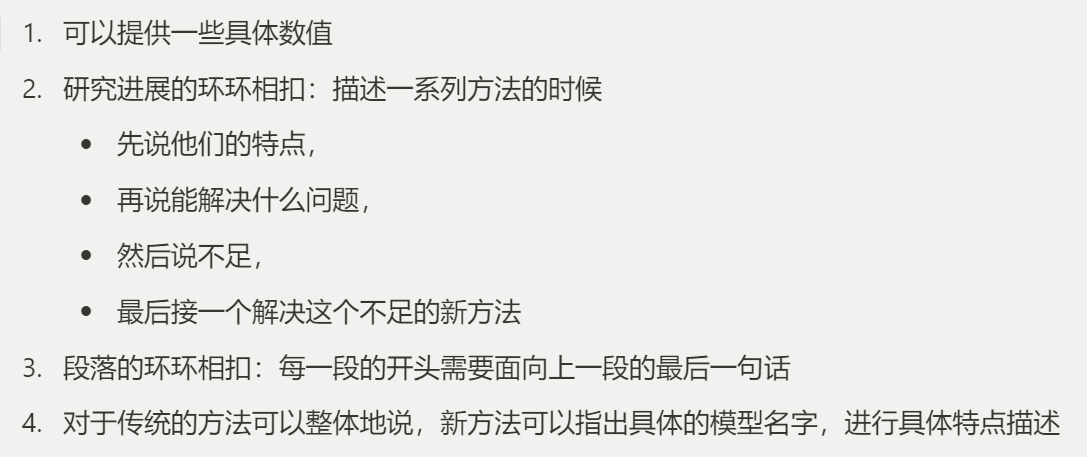 1. 可以提供一些具体数值
2. 研究进展的环环相扣：描述一系列方法的时候
• 先说他们的特点，
• 再说能解决什么问题，
• 然后说不足，
• 最后接一个解决这个不足的新方法
3. 段落的环环相扣：每一段的开头需要面向上一段的最后一句话
4. 对于传统的方法可以整体地说，新方法可以指出具体的模型名字，进行具体特点描述